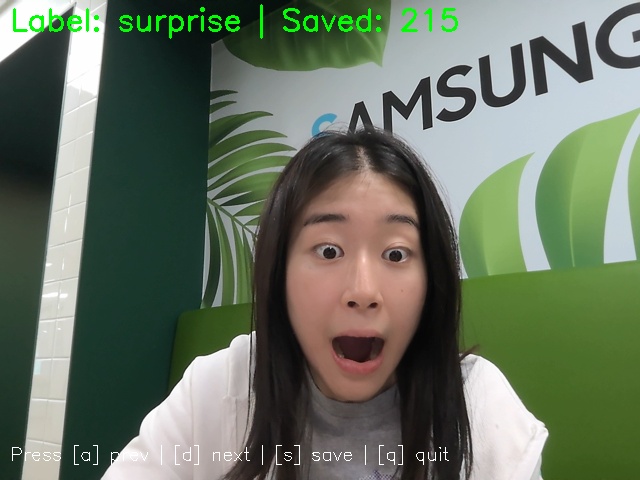 Label: surprise | Saved: 215
SAMSUNG
Press [a] prev | [d] next | [s] save | [q] quit